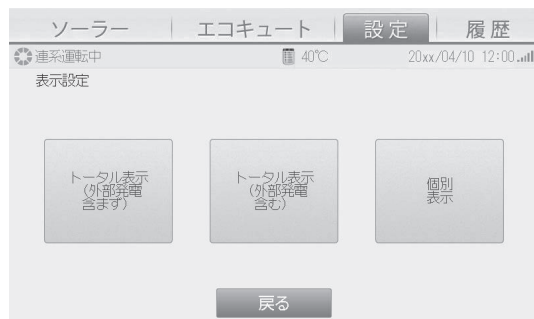 ソーラー エコキュート 設定 履歴
連系運転中 40℃ 20xx/04/10 12:00
表示設定
トータル表示
(外部発電
含まず)
トータル表示
(外部発電
含む)
個別
表示
戻る